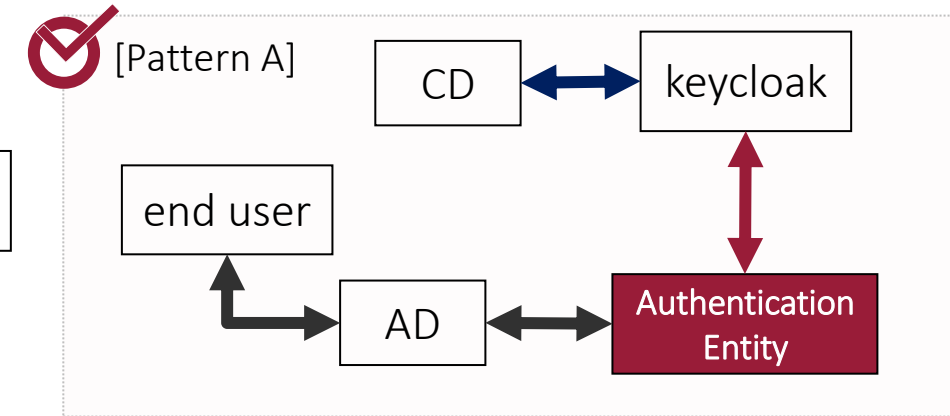 [Pattern A]
CD
keycloak
end user
AD
Authentication
Entity